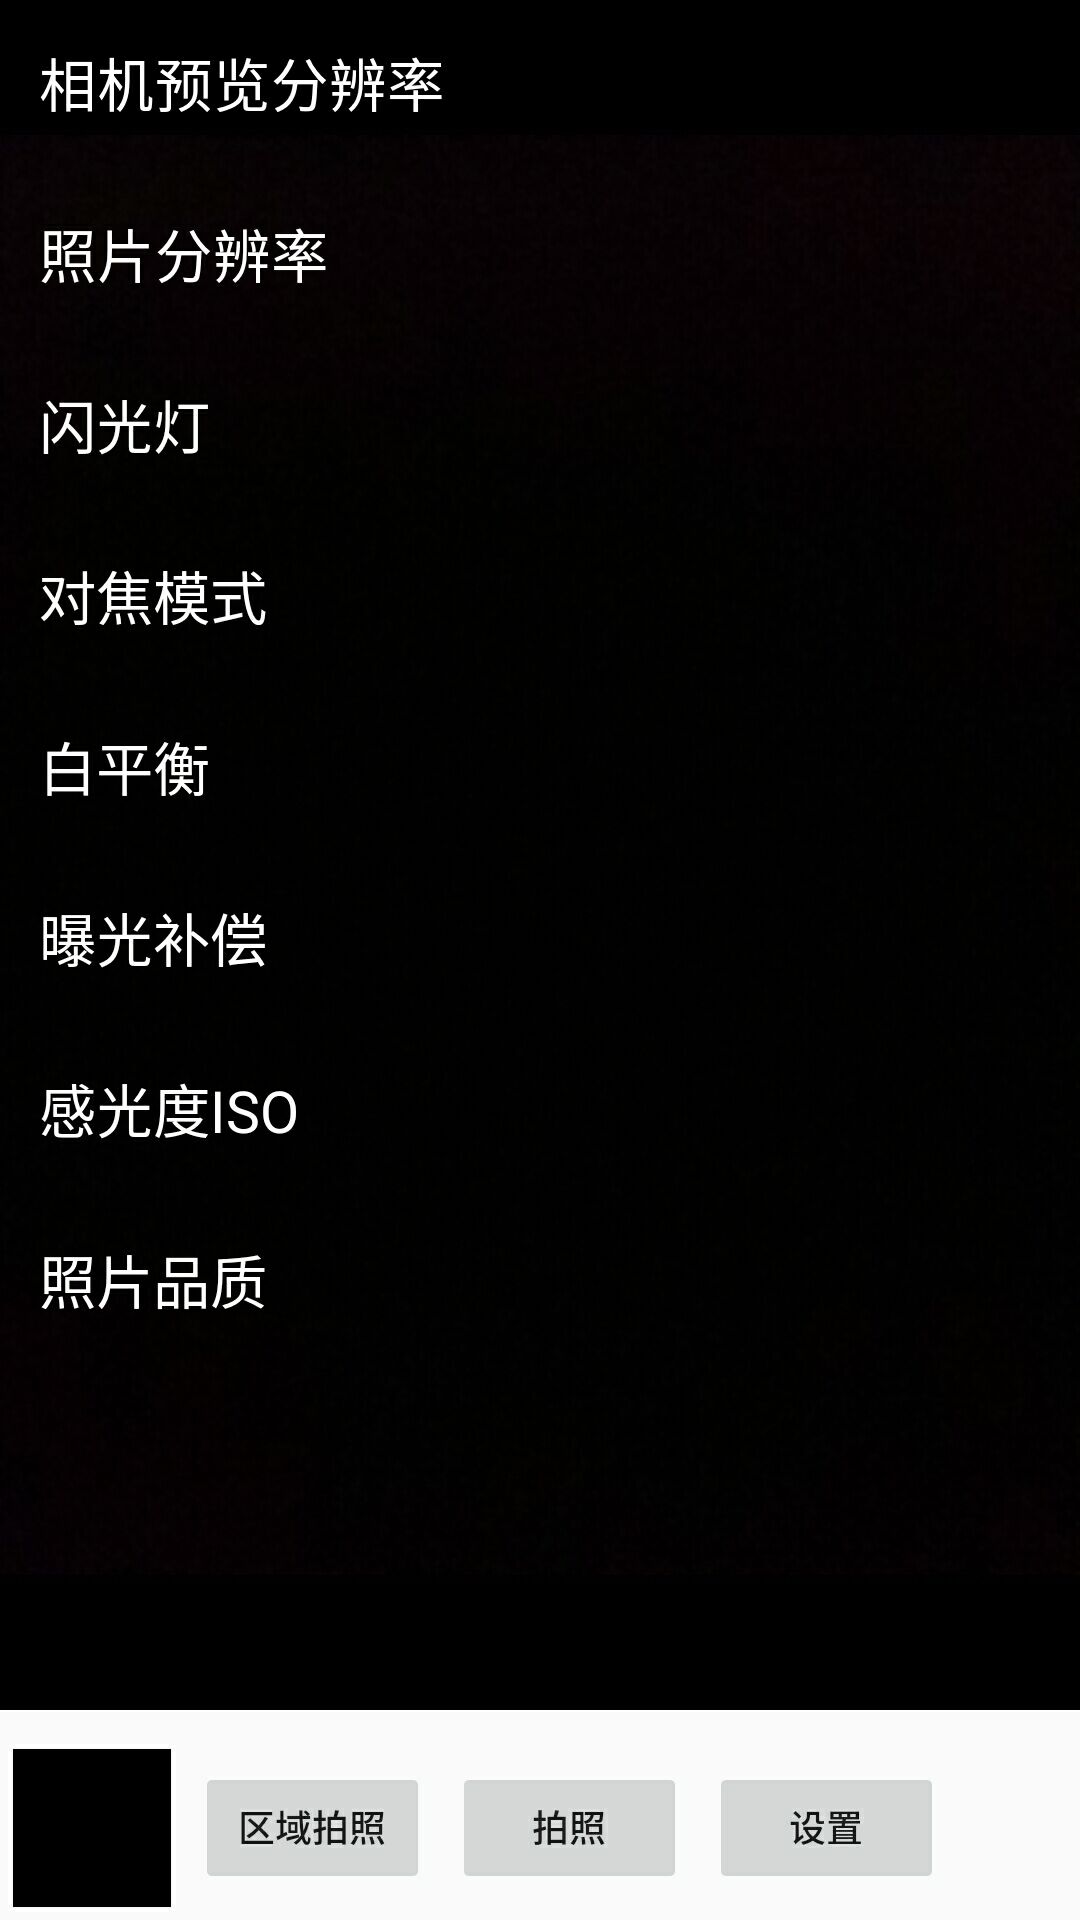 相机预览分辨率
照片分辨率
闪光灯
对焦模式
白平衡
曝光补偿
感光度ISO
照片品质
区域拍照 拍照 设置